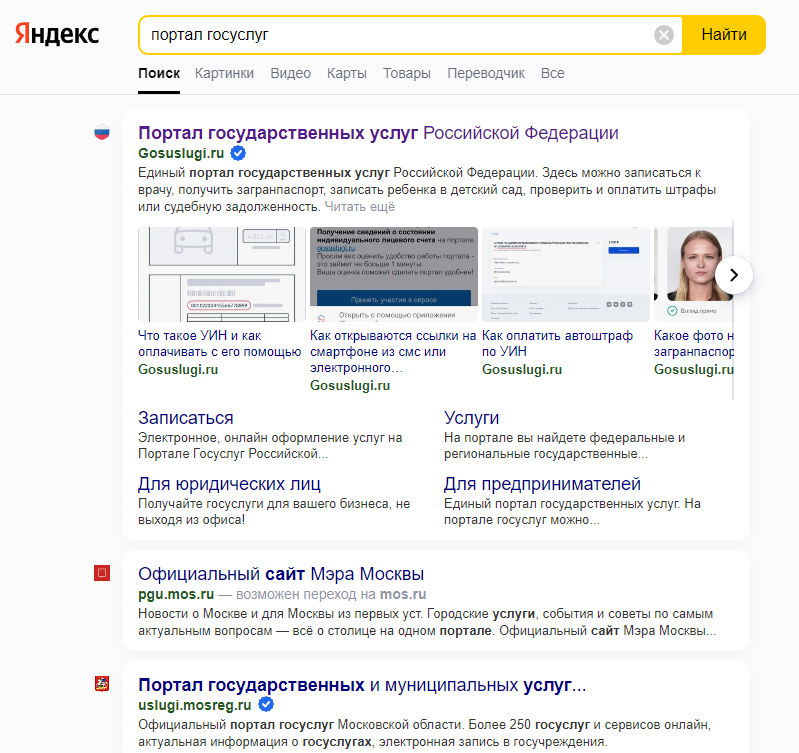 Яндекс
портал госуслуг
Найти
Поиск Картинки Видео Карты Товары Переводчик Все
Портал государственных услуг Российской Федерации
Gosuslugi.ru
Единый портал государственных услуг Российской Федерации. Здесь можно записаться к
врачу, получить загранпаспорт, записать ребенка в детский сад, проверить и оплатить штрафы
или судебную задолженность. Читать ещё
00112233445566778899
Получение сведений о состоянии
индивидуального лицевого счета на портале
gosuslugi.ru
Просим вас оценить удобство работы портала -
это займет не больше 1 минуты.
Ваша оценка поможет сделать портал удобнее!
Принять участие в опросе
Открыть с помощью приложения
Взгляд прямо
Что такое УИН и как
оплачивать с его помощью
Gosuslugi.ru
Как открываются ссылки на
смартфоне из смс или
электронного...
Gosuslugi.ru
Как оплатить автоштраф
по УИН
Gosuslugi.ru
Какое фото н
загранпаспор
Gosuslugi.ru
Записаться
Электронное, онлайн оформление услуг на
Портале Госуслуг Российской...
Услуги
На портале вы найдете федеральные и
региональные государственные...
Для юридических лиц
Получайте госуслуги для вашего бизнеса, не
выходя из офиса!
Для предпринимателей
Единый портал государственных услуг. На
портале госуслуг можно...
Официальный сайт Мэра Москвы
pgu.mos.ru — возможен переход на mos.ru
Новости о Москве и для Москвы из первых уст. Городские услуги, события и советы по самым
актуальным вопросам — всё о столице на одном портале. Официальный сайт Мэра Москвы...
Портал государственных и муниципальных услуг...
uslugi.mosreg.ru
Официальный портал госуслуг Московской области. Более 250 госуслуг и сервисов онлайн,
актуальная информация о госуслугах, электронная запись в госучреждения.